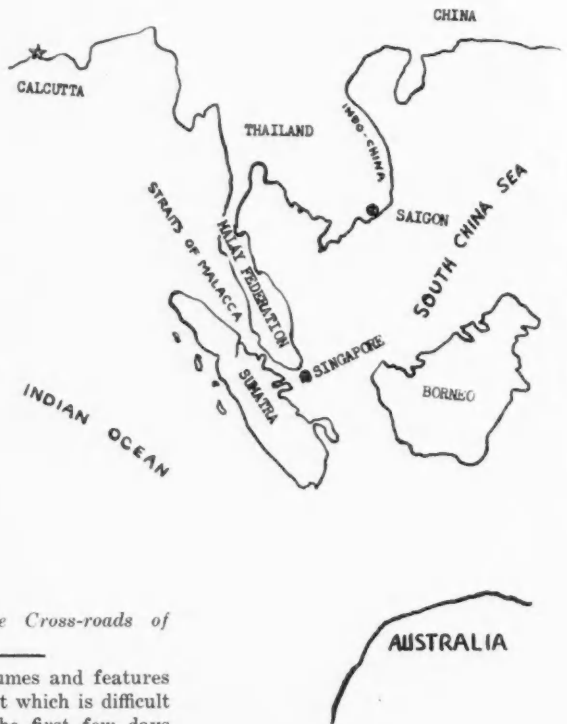 CHINA
CALCUTTA
THAILAND
INDO-CHINA
SAIGON
STRAITS OF MALACCA
MALAY FEDERATION
SOUTH CHINA SEA
SINGAPORE
SUMATRA
BORNEO
INDIAN OCEAN
AUSTRALIA
e Cross-roads of
umes and features
t which is difficult
he first few days